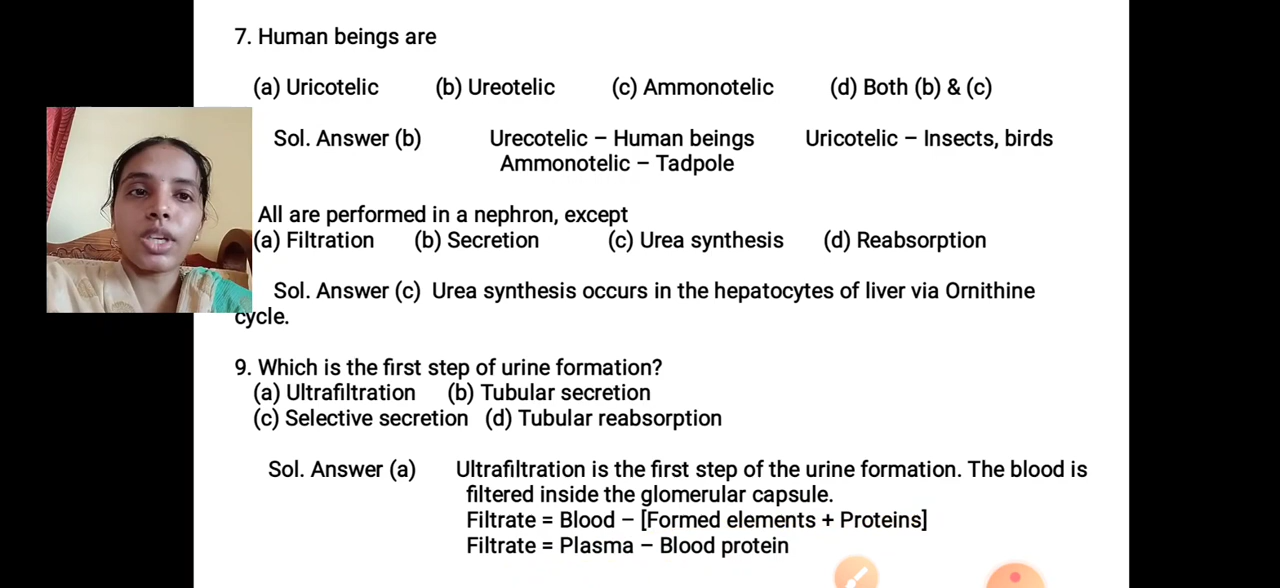 7. Human beings are
(a) Uricotelic (b) Ureotelic (c) Ammonotelic (d) Both (b) & (c)
Sol. Answer (b) Urecotelic – Human beings Uricotelic – Insects, birds
Ammonotelic – Tadpole
All are performed in a nephron, except
(a) Filtration (b) Secretion (c) Urea synthesis (d) Reabsorption
Sol. Answer (c) Urea synthesis occurs in the hepatocytes of liver via Ornithine
cycle.
9. Which is the first step of urine formation?
(a) Ultrafiltration (b) Tubular secretion
(c) Selective secretion (d) Tubular reabsorption
Sol. Answer (a) Ultrafiltration is the first step of the urine formation. The blood is
filtered inside the glomerular capsule.
Filtrate = Blood – [Formed elements + Proteins]
Filtrate = Plasma – Blood protein